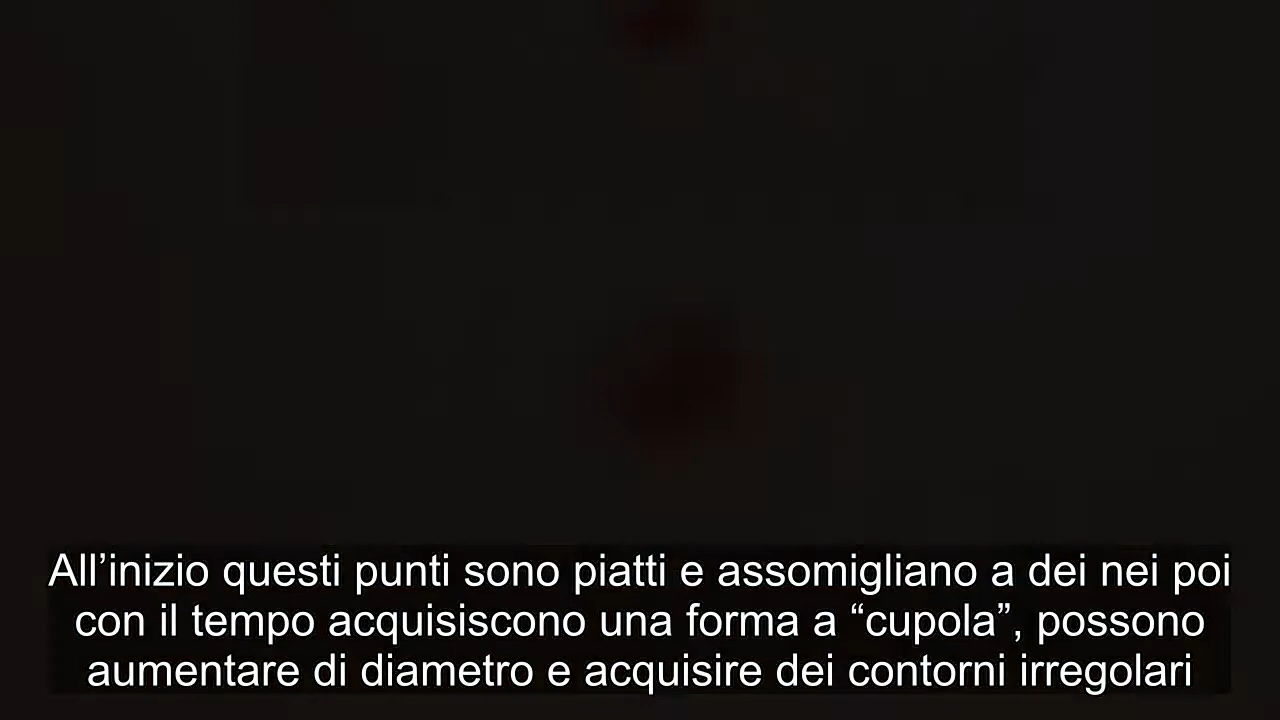 All’inizio questi punti sono piatti e assomigliano a dei nei poi
con il tempo acquisiscono una forma a “cupola”, possono
aumentare di diametro e acquisire dei contorni irregolari